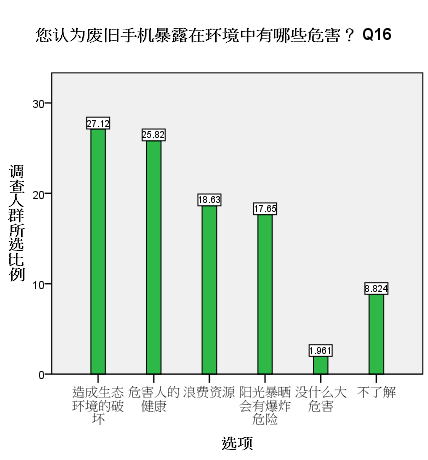 您认为废旧手机暴露在环境中有哪些危害？ Q16
调查人群所选比例
30
20
10
0
27.12
25.82
18.63
17.65
1.961
8.824
造成生态
环境的破
坏
危害人的
健康
浪费资源
阳光暴晒
会有爆炸
危险
没什么大
危害
不了解
选项